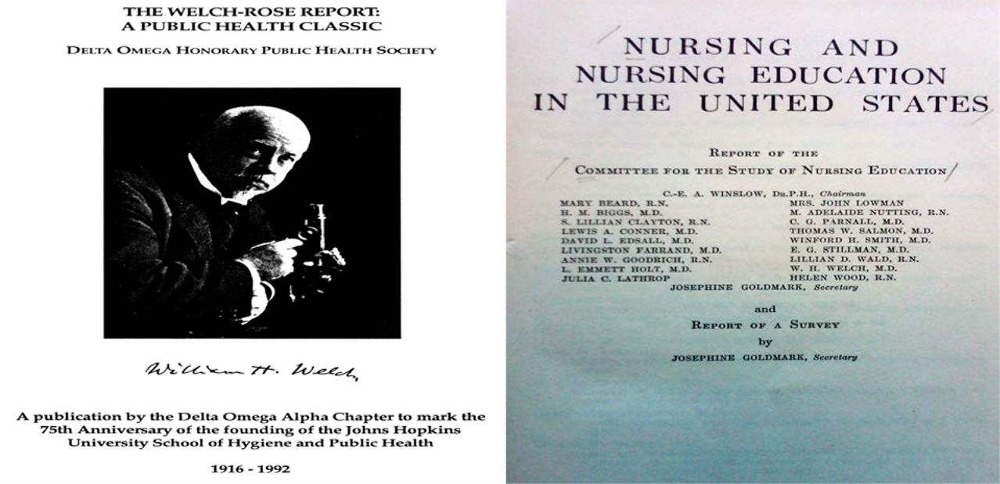 THE WELCH-ROSE REPORT:
A PUBLIC HEALTH CLASSIC
DELTA OMEGA HONORARY PUBLIC HEALTH SOCIETY
William H. Welch
A publication by the Delta Omega Alpha Chapter to mark the
75th Anniversary of the founding of the Johns Hopkins
University School of Hygiene and Public Health
1916 - 1992
NURSING AND
NURSING EDUCATION
IN THE UNITED STATES
REPORT OF THE
COMMITTEE FOR THE STUDY OF NURSING EDUCATION
C.-E. A. WINSLOW, DR.P.H., Chairman
MARY BEARD, R.N.
H. M. BIGGS, M.D.
S. LILLIAN CLAYTON, R.N.
LEWIS A. CONNER, M.D.
DAVID L. EDSALL, M.D.
LIVINGSTON FARRAND, M.D.
ANNIE W. GOODRICH, R.N.
L. EMMETT HOLT, M.D.
JULIA C. LATHROP
MRS. JOHN LOWMAN
M. ADELAIDE NUTTING, R.N.
C. G. PARNALL, M.D.
THOMAS W. SALMON, M.D.
WINFORD H. SMITH, M.D.
E. G. STILLMAN, M.D.
LILLIAN D. WALD, R.N.
W. H. WELCH, M.D.
HELEN WOOD, R.N.
JOSEPHINE GOLDMARK, Secretary
and
REPORT OF A SURVEY
by
JOSEPHINE GOLDMARK, Secretary